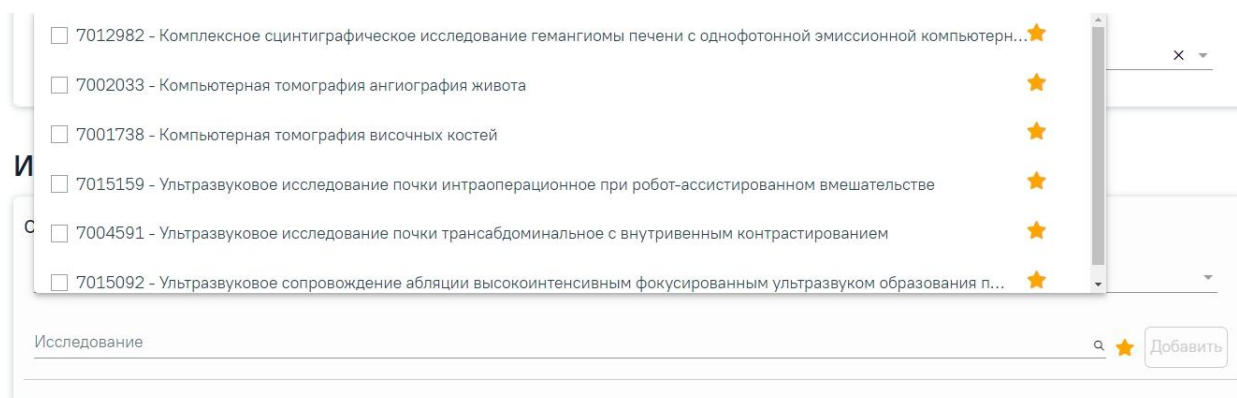 7012982 - Комплексное сцинтиграфическое исследование гемангиомы печени с однофотонной эмиссионной компьютерн...
7002033 - Компьютерная томография ангиография живота
7001738 - Компьютерная томография височных костей
И
7015159 - Ультразвуковое исследование почки интраоперационное при робот-ассистированном вмешательстве
7004591 - Ультразвуковое исследование почки трансабдоминальное с внутривенным контрастированием
7015092 - Ультразвуковое сопровождение абляции высокоинтенсивным фокусированным ультразвуком образования п...
Исследование
Добавить